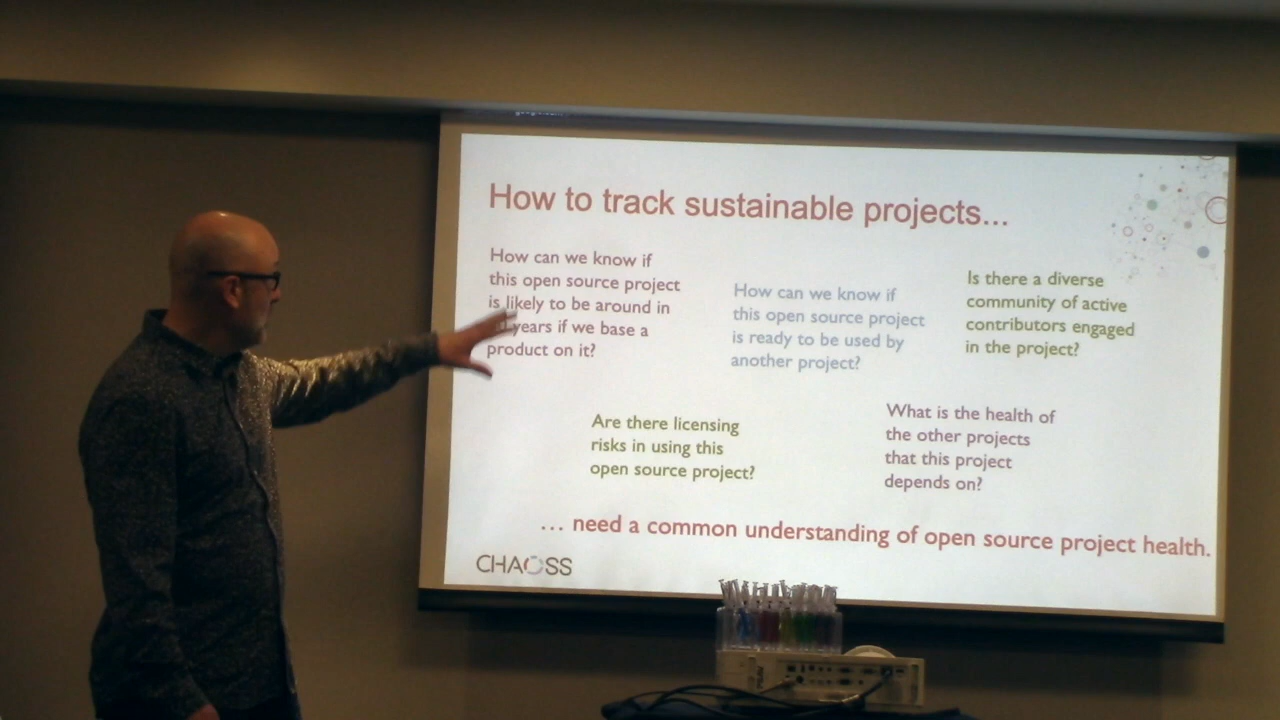 How to track sustainable projects...
How can we know if
this open source project
is likely to be around in
years if we base a
product on it?
How can we know if
this open source project
is ready to be used by
another project?
Is there a diverse
community of active
contributors engaged
in the project?
Are there licensing
risks in using this
open source project?
What is the health of
the other projects
that this project
depends on?
... need a common understanding of open source project health.
CHAOSS